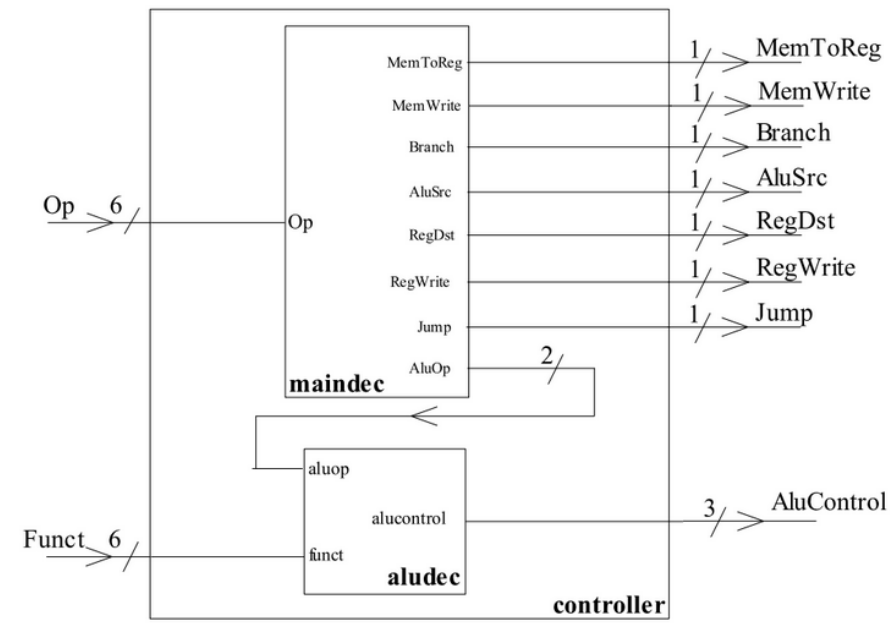 MemToReg 1 MemToReg
MemWrite 1 MemWrite
Branch 1 Branch
AluSrc 1 AluSrc
Op 6 Op
RegDst 1 RegDst
RegWrite 1 RegWrite
Jump 1 Jump
AluOp 2
maindec
aluop
alucontrol 3 AluControl
Funct 6 funct
aludec
controller